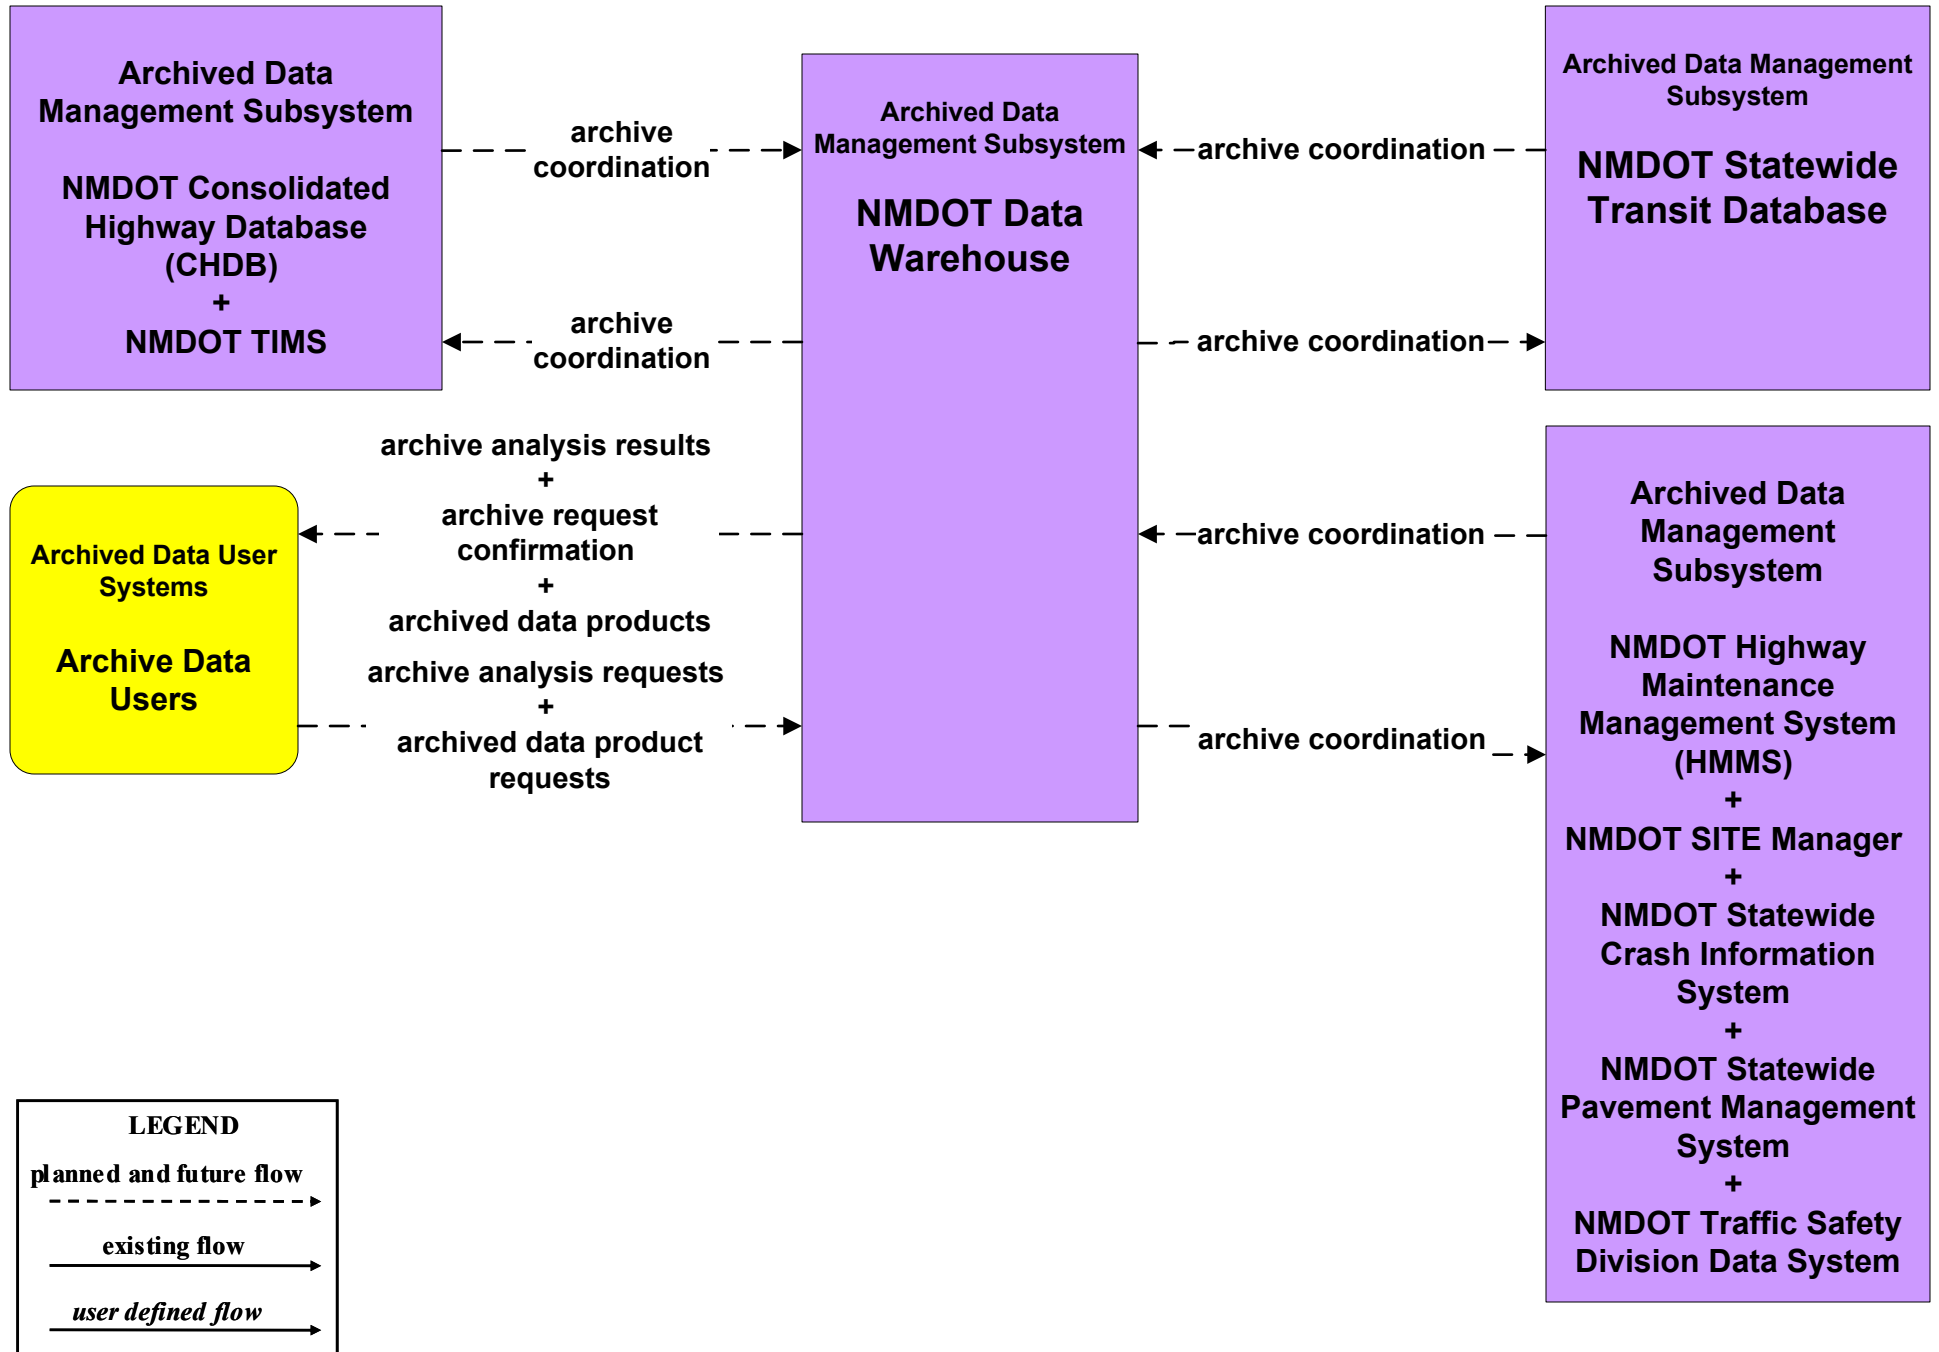 Archived Data
Management Subsystem
NMDOT Consolidated
Highway Database
(CHDB)
+
NMDOT TIMS
archive
coordination
archive
coordination
Archived Data
Management Subsystem
NMDOT Data
Warehouse
archive coordination
archive coordination
Archived Data Management
Subsystem
NMDOT Statewide
Transit Database
Archived Data User
Systems
Archive Data
Users
archive analysis results
+
archive request
confirmation
+
archived data products
archive analysis requests
+
archived data product
requests
archive coordination
archive coordination
Archived Data
Management
Subsystem
NMDOT Highway
Maintenance
Management System
(HMMS)
+
NMDOT SITE Manager
+
NMDOT Statewide
Crash Information
System
+
NMDOT Statewide
Pavement Management
System
+
NMDOT Traffic Safety
Division Data System
LEGEND
planned and future flow
existing flow
user defined flow